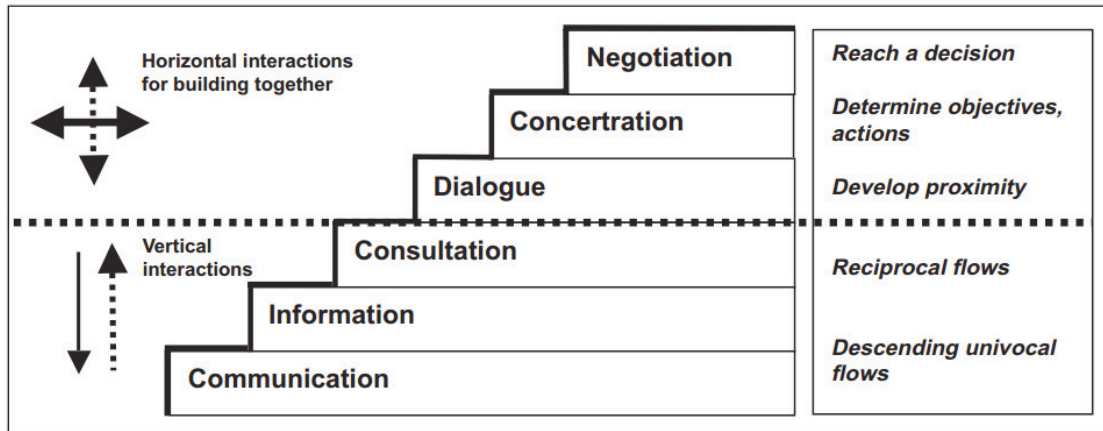 Horizontal interactions
for building together
Negotiation
Reach a decision
Concertration
Determine objectives,
actions
Dialogue
Develop proximity
Vertical
interactions
Consultation
Reciprocal flows
Information
Communication
Descending univocal
flows